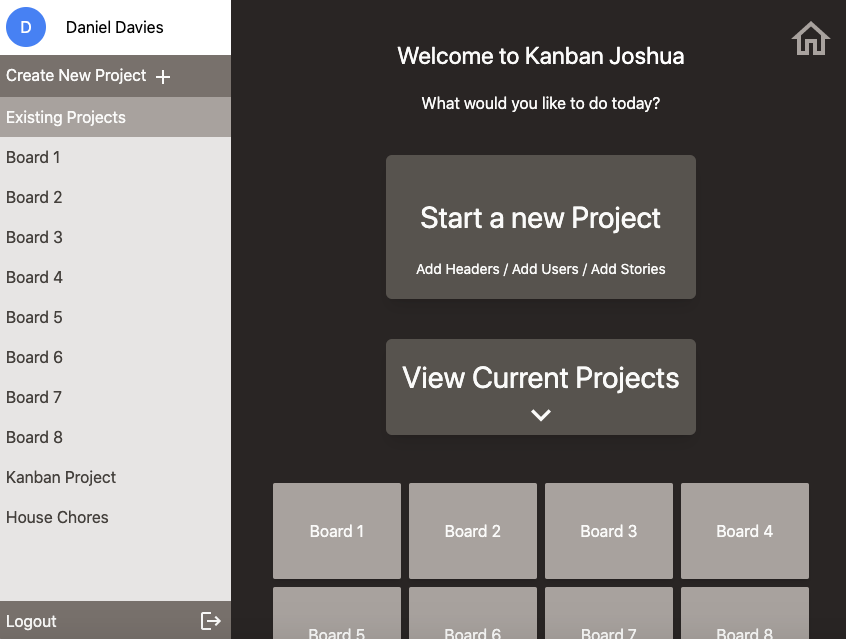 D
Daniel Davies
Create New Project +
Existing Projects
Board 1
Board 2
Board 3
Board 4
Board 5
Board 6
Board 7
Board 8
Kanban Project
House Chores
Logout
Welcome to Kanban Joshua
What would you like to do today?
Start a new Project
Add Headers / Add Users / Add Stories
View Current Projects
Board 1 Board 2 Board 3 Board 4
Board 5 Board 6 Board 7 Board 8